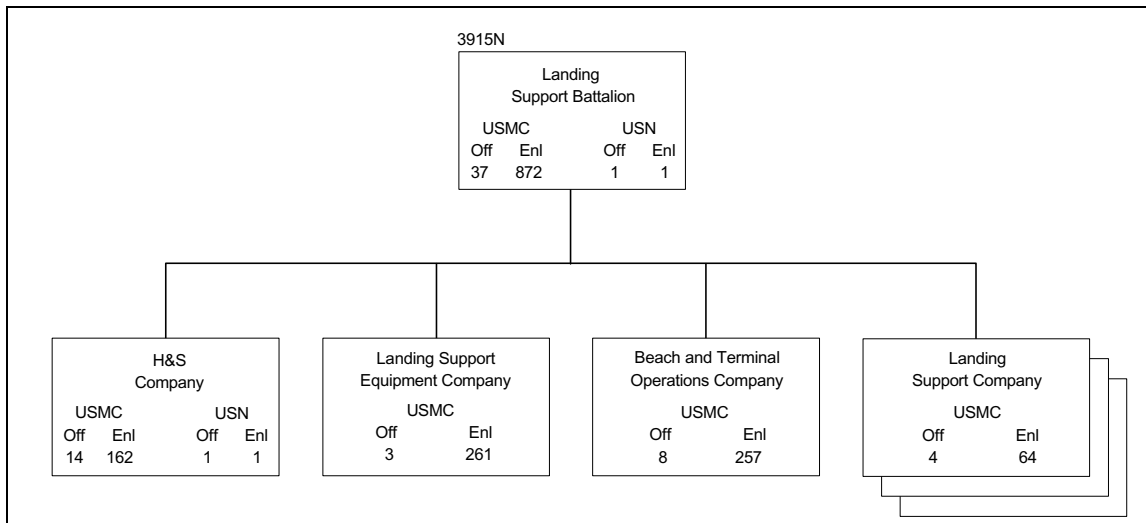 3915N
Landing
Support Battalion
USMC USN
Off Enl Off Enl
37 872 1 1
H&S
Company
USMC USN
Off Enl Off Enl
14 162 1 1
Landing Support
Equipment Company
USMC
Off Enl
3 261
Beach and Terminal
Operations Company
USMC
Off Enl
8 257
Landing
Support Company
USMC
Off Enl
4 64